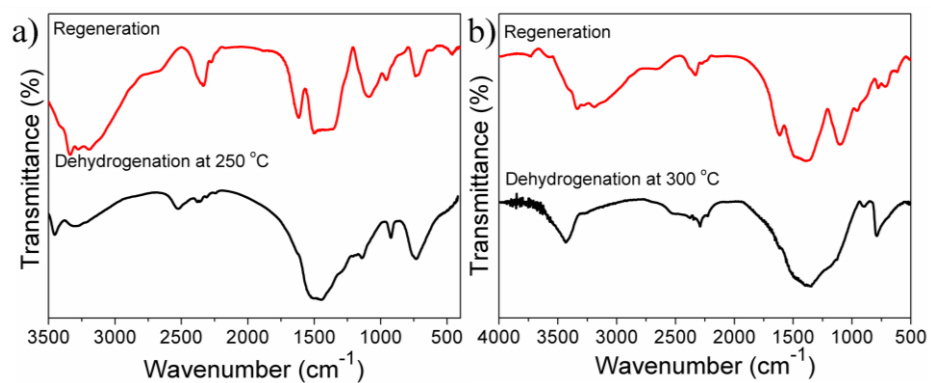 a)
Regeneration
Dehydrogenation at 250 °C
Transmittance (%)
3500 3000 2500 2000 1500 1000 500
Wavenumber (cm⁻¹)
b)
Regeneration
Dehydrogenation at 300 °C
Transmittance (%)
4000 3500 3000 2500 2000 1500 1000 500
Wavenumber (cm⁻¹)